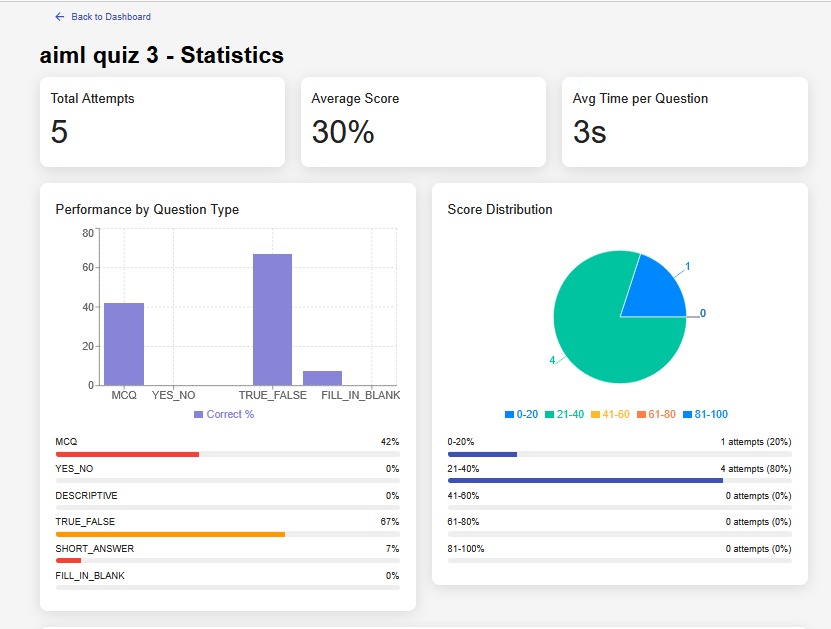 Back to Dashboard
aiml quiz 3 - Statistics
Total Attempts
5
Average Score
30%
Avg Time per Question
3s
Performance by Question Type
80
60
40
20
0
MCQ YES_NO TRUE_FALSE FILL_IN_BLANK
Correct %
MCQ 42%
YES_NO 0%
DESCRIPTIVE 0%
TRUE_FALSE 67%
SHORT_ANSWER 7%
FILL_IN_BLANK 0%
Score Distribution
1
0
4
0-20 21-40 41-60 61-80 81-100
0-20% 1 attempts (20%)
21-40% 4 attempts (80%)
41-60% 0 attempts (0%)
61-80% 0 attempts (0%)
81-100% 0 attempts (0%)